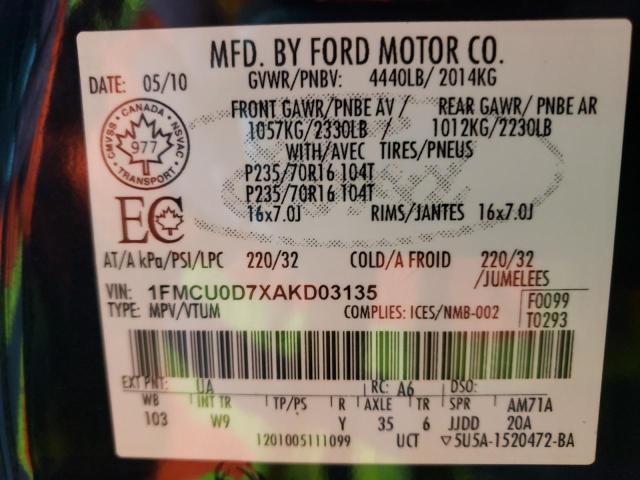 MFD. BY FORD MOTOR CO.
DATE: 05/10 GVWR/PNBV: 4440LB/ 2014KG
FRONT GAWR/PNBE AV / REAR GAWR/ PNBE AR
1057KG/2330LB 1012KG/2230LB
WITH/AVEC TIRES/PNEUS
P235/70R16 104T
P235/70R16 104T
16x7.0J RIMS/JANTES 16x7.0J
CANADA
CMVSS NSVAC
977
TRANSPORT
EC
AT/A kPa/PSI/LPC 220/32 COLD/A FROID 220/32
/JUMELEES
VIN: 1FMCU0D7XAKD03135
F0099
TYPE: MPV/VTUM COMPLIES: ICES/NMB-002
T0293
EXT PNT: UA RC: A6 DSO:
WB INT TR TP/PS R AXLE TR SPR AM71A
103 W9 Y 35 6 JJDD 20A
1201005111099 UCT ▽5U5A-1520472-BA